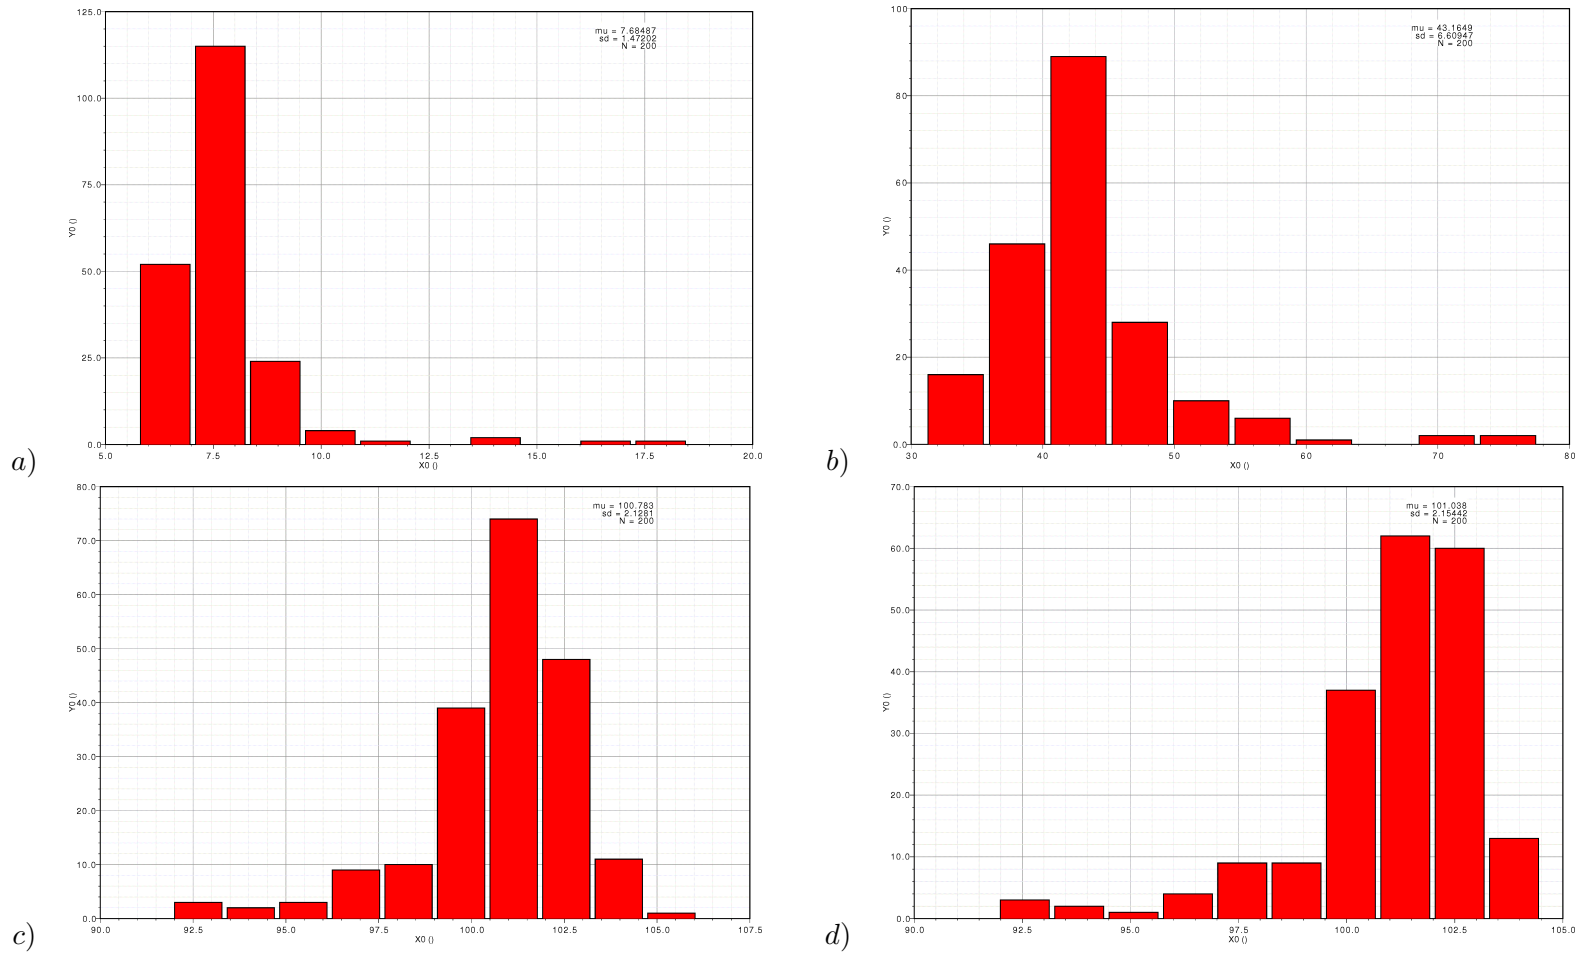 125.0
100.0
75.0
50.0
25.0
0.0
Y0 ()
mu = 7.68487
sd = 1.47202
N = 200
5.0 7.5 10.0 12.5 15.0 17.5 20.0
X0 ()
a)
100
80
60
40
20
0.0
Y0 ()
mu = 43.1649
sd = 6.60947
N = 200
30 40 50 60 70 80
X0 ()
b)
80.0
70.0
60.0
50.0
40.0
30.0
20.0
10.0
0.0
Y0 ()
mu = 100.783
sd = 2.1281
N = 200
90.0 92.5 95.0 97.5 100.0 102.5 105.0 107.5
X0 ()
c)
70.0
60.0
50.0
40.0
30.0
20.0
10.0
0.0
Y0 ()
mu = 101.038
sd = 2.15442
N = 200
90.0 92.5 95.0 97.5 100.0 102.5 105.0
X0 ()
d)